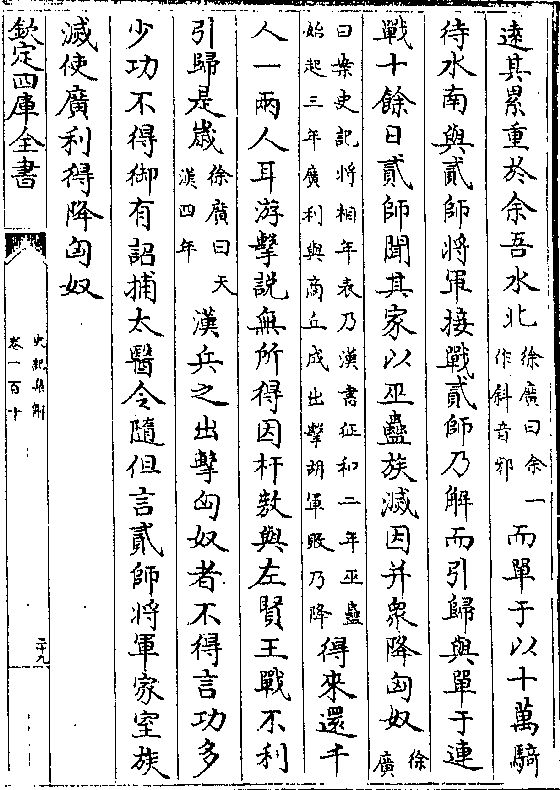 遠其累重於余吾水北徐廣曰余一作斜音邪而單于以十萬騎
待水南與貳師將軍接戰貳師乃解而引歸與單于連
戰十餘日貳師聞其家以巫蠱族滅因并衆降匈奴徐廣
曰案史記將相年表乃漢書征和二年巫蠱始起三年廣利與商丘成出擊胡軍敗乃降得來還千
人一兩人耳游擊說無所得因杅敖與左賢王戰不利
引歸是歲徐廣曰天漢四年漢兵之出擊匈奴者不得言功多
少功不得御有詔捕太醫令隨但言貳師將軍家室族
滅使廣利得降匈奴
欽定四庫全書
史記集解
卷一百十
二十九